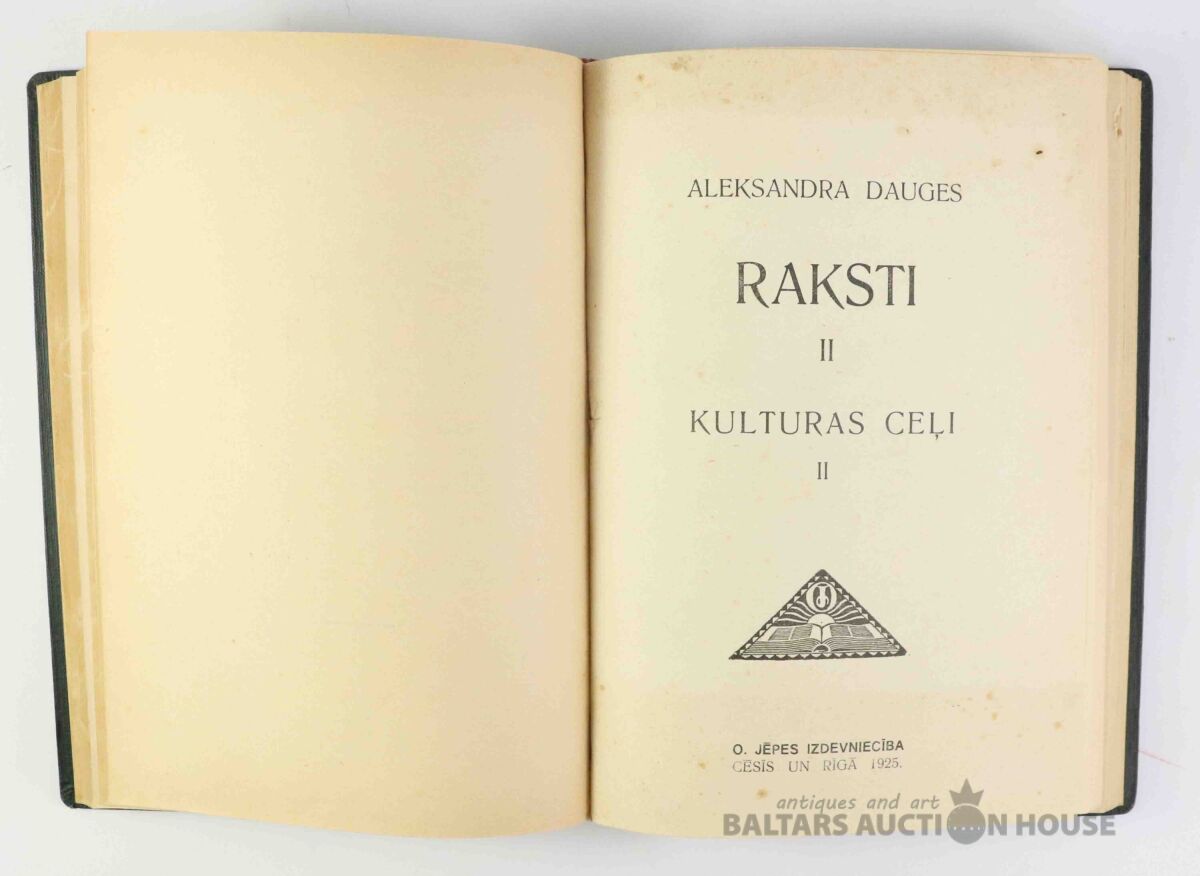 ALEKSANDRA DAUGES
RAKSTI
II
KULTURAS CEĻI
II
O. JĒPES IZDEVNIECĪBA
CĒSĪS UN RĪGĀ 1925.
antiques and art
BALTARS AUCTION HOUSE